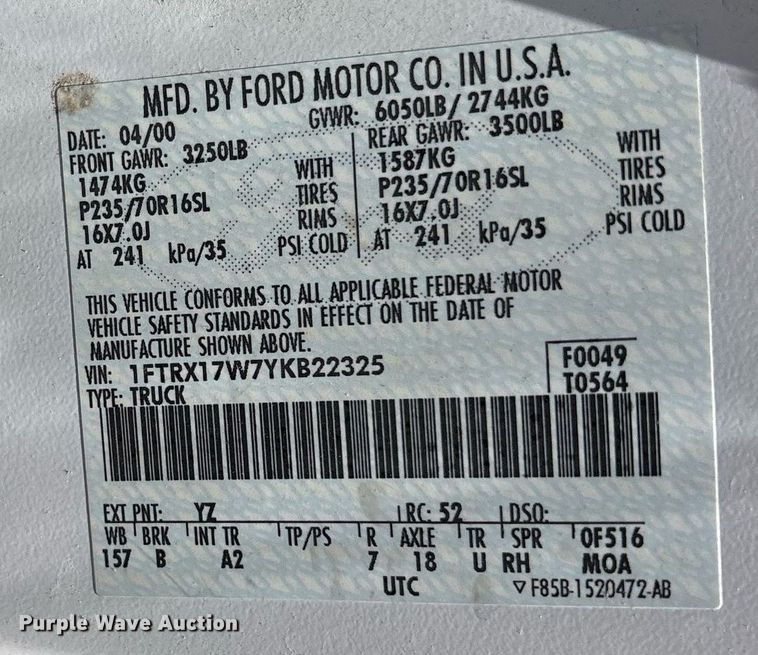 MFD. BY FORD MOTOR CO. IN U.S.A.
DATE: 04/00 GVWR: 6050LB/ 2744KG
FRONT GAWR: 3250LB REAR GAWR: 3500LB
1474KG WITH 1587KG WITH
P235/70R16SL TIRES P235/70R16SL TIRES
16X7.0J RIMS 16X7.0J RIMS
AT 241 kPa/35 PSI COLD AT 241 kPa/35 PSI COLD
THIS VEHICLE CONFORMS TO ALL APPLICABLE FEDERAL MOTOR
VEHICLE SAFETY STANDARDS IN EFFECT ON THE DATE OF
MANUFACTURE SHOWN ABOVE.
VIN: 1FTRX17W7YKB22325 F0049
TYPE: TRUCK T0564
EXT PNT: YZ RC: 52 DSO:
WB BRK INT TR TP/PS R AXLE TR SPR 0F516
157 B A2 7 18 U RH MOA
UTC ▽F85B-1520472-AB
Purple Wave Auction